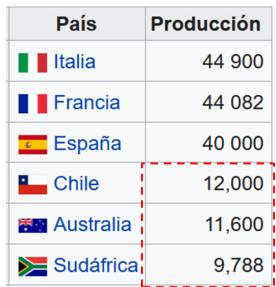 País Producción
Italia 44 900
Francia 44 082
España 40 000
Chile 12,000
Australia 11,600
Sudáfrica 9,788